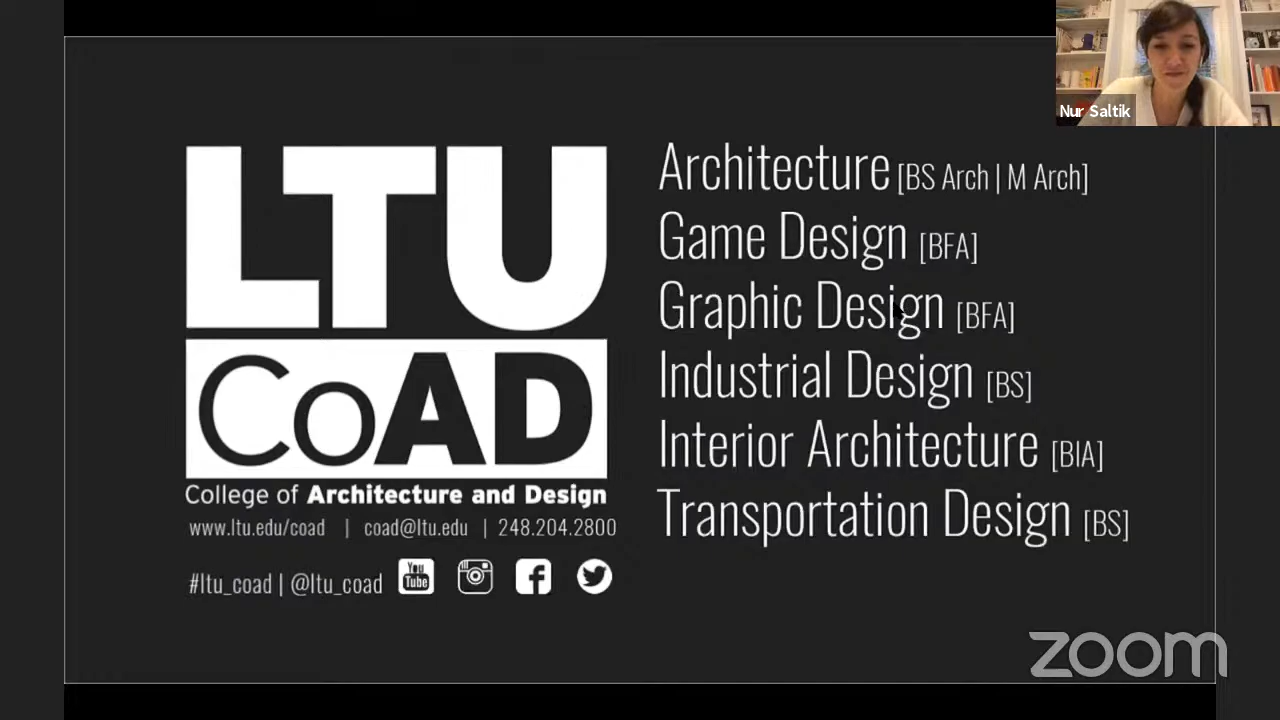 LTU
CoAD
College of Architecture and Design
www.ltu.edu/coad | coad@ltu.edu | 248.204.2800
#ltu_coad | @ltu_coad
You
Tube
Architecture [BS Arch | M Arch]
Game Design [BFA]
Graphic Design [BFA]
Industrial Design [BS]
Interior Architecture [BIA]
Transportation Design [BS]
Nur Saltik
zoom